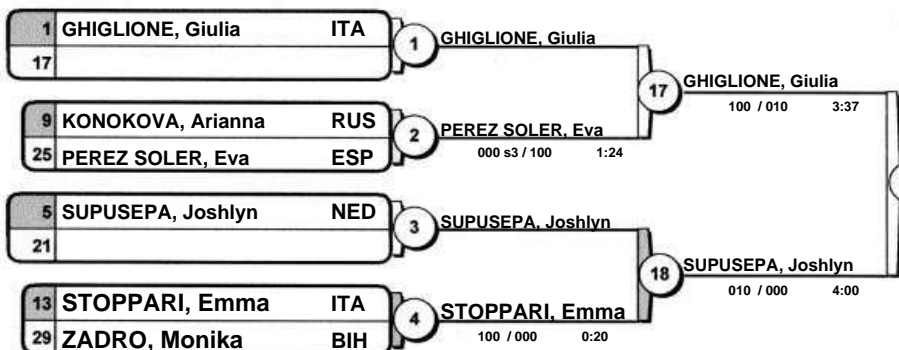 1 GHIGLIONE, Giulia ITA
17
1
GHIGLIONE, Giulia
9 KONOKOVA, Arianna RUS
25 PEREZ SOLER, Eva ESP
2
PEREZ SOLER, Eva
000 s3 / 100 1:24
17
GHIGLIONE, Giulia
100 / 010 3:37
5 SUPUSEPA, Joshlyn NED
21
3
SUPUSEPA, Joshlyn
13 STOPPARI, Emma ITA
29 ZADRO, Monika BIH
4
STOPPARI, Emma
100 / 000 0:20
18
SUPUSEPA, Joshlyn
010 / 000 4:00